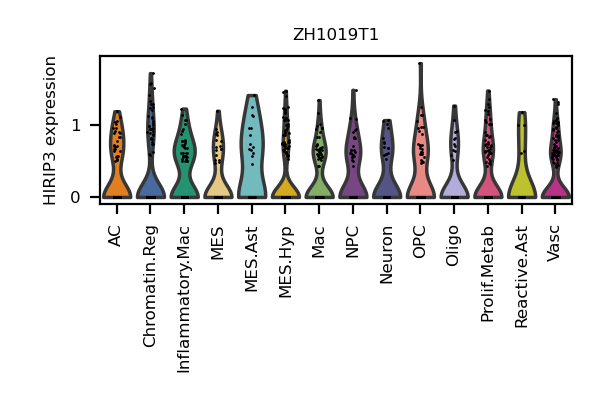 ZH1019T1
HIRIP3 expression
1
0
AC
Chromatin.Reg
Inflammatory.Mac
MES
MES.Ast
MES.Hyp
Mac
NPC
Neuron
OPC
Oligo
Prolif.Metab
Reactive.Ast
Vasc